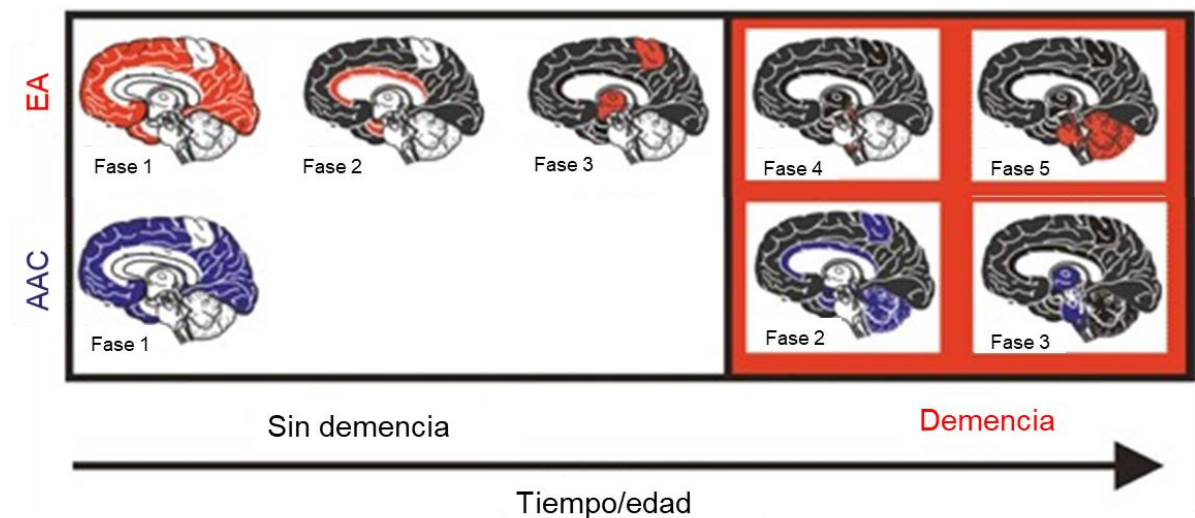 EA
Fase 1
Fase 2
Fase 3
Fase 4
Fase 5
AAC
Fase 1
Fase 2
Fase 3
Sin demencia
Demencia
Tiempo/edad